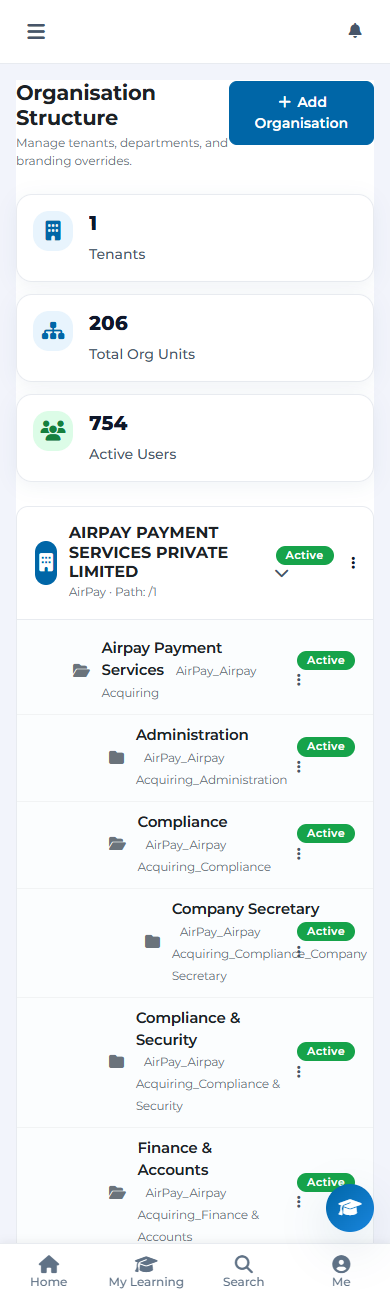 Organisation
Structure
+ Add
Organisation
Manage tenants, departments, and
branding overrides.
1
Tenants
206
Total Org Units
754
Active Users
AIRPAY PAYMENT
SERVICES PRIVATE
LIMITED
Active
AirPay · Path: /1
Airpay Payment
Services AirPay_Airpay
Acquiring
Active
Administration
AirPay_Airpay
Acquiring_Administration
Active
Compliance
AirPay_Airpay
Acquiring_Compliance
Active
Company Secretary
AirPay_Airpay
Acquiring_Compliance_Company
Secretary
Active
Compliance &
Security
AirPay_Airpay
Acquiring_Compliance &
Security
Active
Finance &
Accounts
AirPay_Airpay
Acquiring_Finance &
Accounts
Active
Home
My Learning
Search
Me